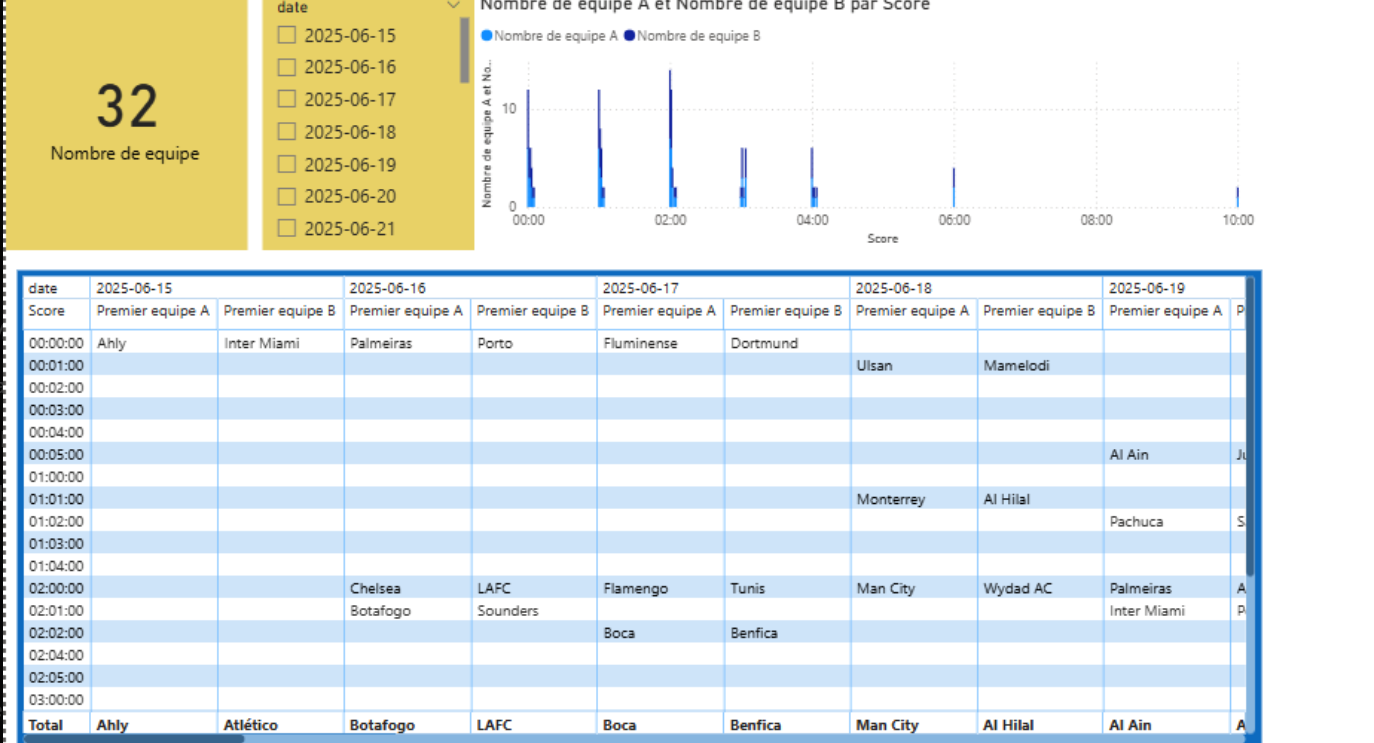 32
Nombre de equipe
date
2025-06-15
2025-06-16
2025-06-17
2025-06-18
2025-06-19
2025-06-20
2025-06-21
Nombre de equipe A et Nombre de equipe B par Score
Nombre de equipe A Nombre de equipe B
Nombre de equipe A et No...
10
0
00:00 02:00 04:00 06:00 08:00 10:00
Score
date 2025-06-15 2025-06-16 2025-06-17 2025-06-18 2025-06-19
Score Premier equipe A Premier equipe B Premier equipe A Premier equipe B Premier equipe A Premier equipe B Premier equipe A Premier equipe B Premier equipe A P
00:00:00 Ahly Inter Miami Palmeiras Porto Fluminense Dortmund
00:01:00 Ulsan Mamelodi
00:02:00
00:03:00
00:04:00
00:05:00 Al Ain Ju
01:00:00
01:01:00 Monterrey Al Hilal
01:02:00 Pachuca S
01:03:00
01:04:00
02:00:00 Chelsea LAFC Flamengo Tunis Man City Wydad AC Palmeiras A
02:01:00 Botafogo Sounders Inter Miami P
02:02:00 Boca Benfica
02:04:00
02:05:00
03:00:00
Total Ahly Atlético Botafogo LAFC Boca Benfica Man City Al Hilal Al Ain A